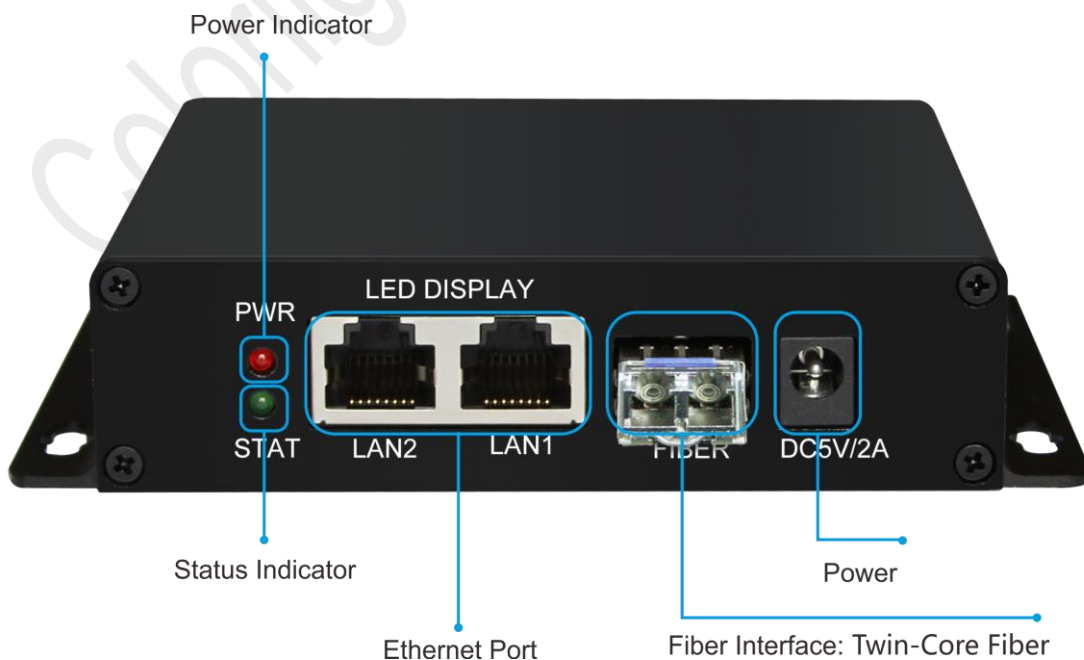 Power Indicator
LED DISPLAY
PWR
STAT
LAN2
LAN1
FIBER
DC5V/2A
Status Indicator
Power
Ethernet Port
Fiber Interface: Twin-Core Fiber